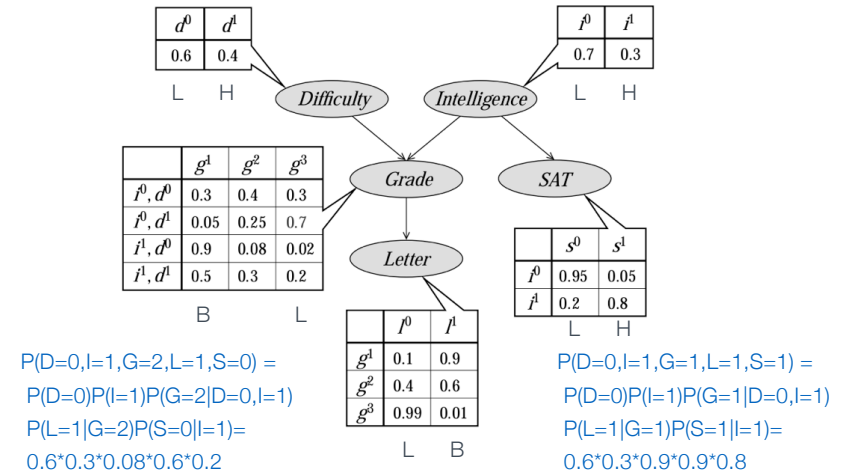 d⁰ d¹
0.6 0.4
L H
i⁰ i¹
0.7 0.3
L H
Difficulty
Intelligence
g¹ g² g³
i⁰, d⁰ 0.3 0.4 0.3
i⁰, d¹ 0.05 0.25 0.7
i¹, d⁰ 0.9 0.08 0.02
i¹, d¹ 0.5 0.3 0.2
B L
Grade
SAT
Letter
s⁰ s¹
i⁰ 0.95 0.05
i¹ 0.2 0.8
L H
l⁰ l¹
g¹ 0.1 0.9
g² 0.4 0.6
g³ 0.99 0.01
L B
P(D=0,I=1,G=2,L=1,S=0) =
P(D=0)P(I=1)P(G=2|D=0,I=1)
P(L=1|G=2)P(S=0|I=1)=
0.6*0.3*0.08*0.6*0.2
P(D=0,I=1,G=1,L=1,S=1) =
P(D=0)P(I=1)P(G=1|D=0,I=1)
P(L=1|G=1)P(S=1|I=1)=
0.6*0.3*0.9*0.9*0.8